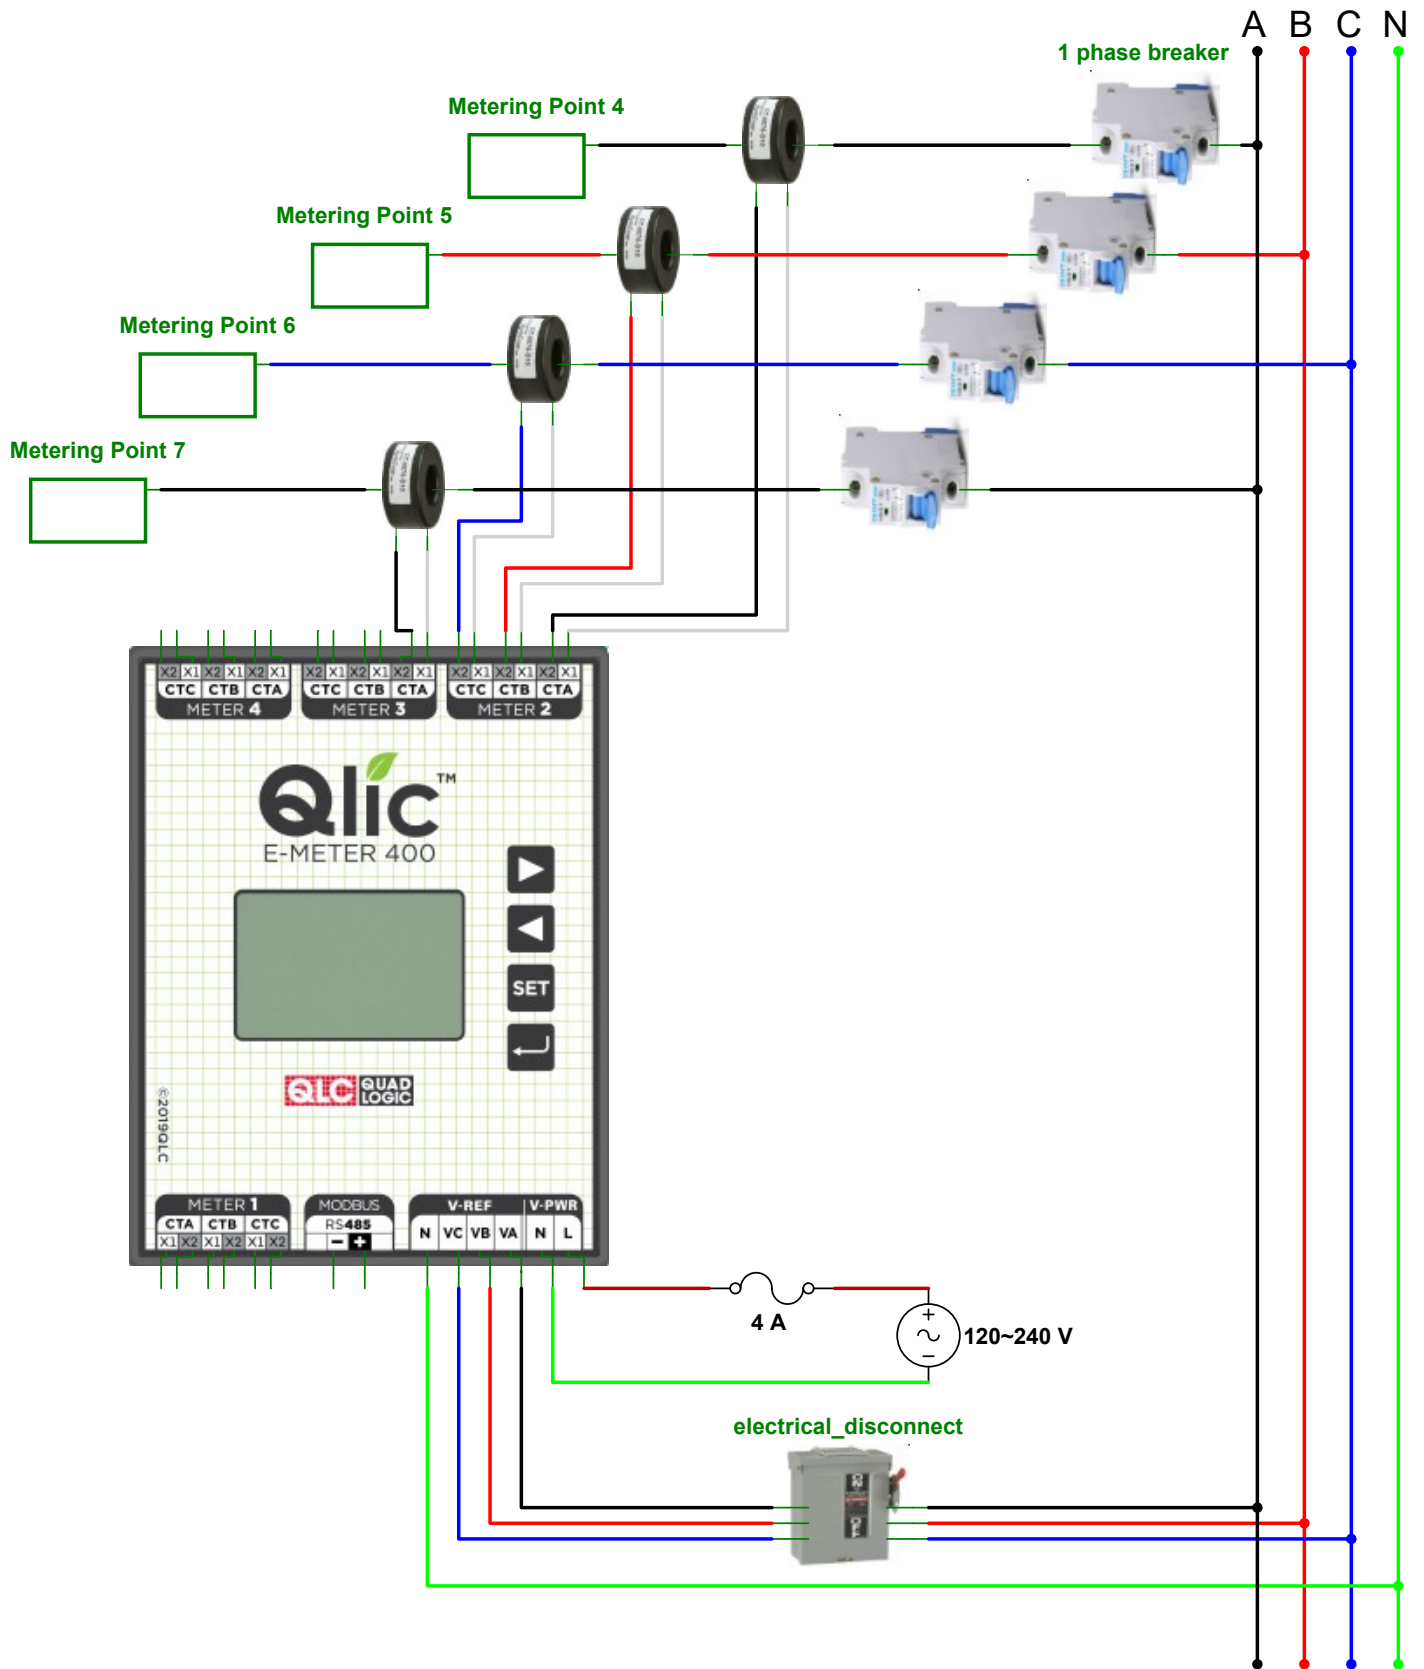 A B C N
1 phase breaker
Metering Point 4
Metering Point 5
Metering Point 6
Metering Point 7
X2 X1 X2 X1 X2 X1
CTC CTB CTA
METER 4
X2 X1 X2 X1 X2 X1
CTC CTB CTA
METER 3
X2 X1 X2 X1 X2 X1
CTC CTB CTA
METER 2
Qlic™
E-METER 400
SET
QLC QUAD LOGIC
©2019QLC
METER 1
CTA CTB CTC
X1 X2 X1 X2 X1 X2
MODBUS
RS485
− +
V-REF V-PWR
N VC VB VA N L
4 A
+
−
120~240 V
electrical_disconnect